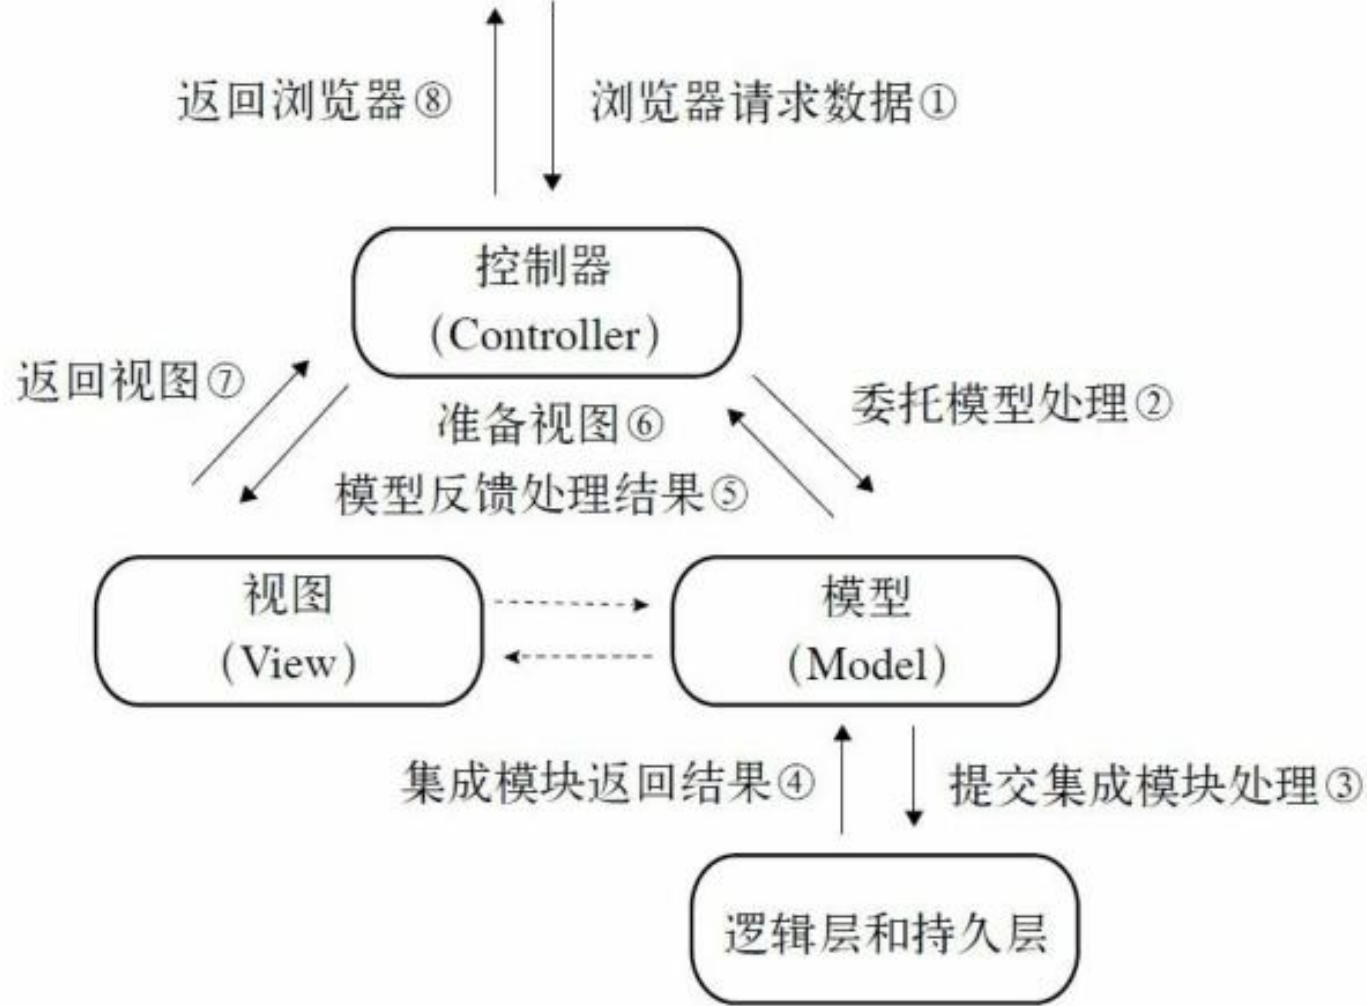 返回浏览器⑧
浏览器请求数据①
控制器
(Controller)
返回视图⑦
委托模型处理②
准备视图⑥
模型反馈处理结果⑤
视图
(View)
模型
(Model)
集成模块返回结果④
提交集成模块处理③
逻辑层和持久层